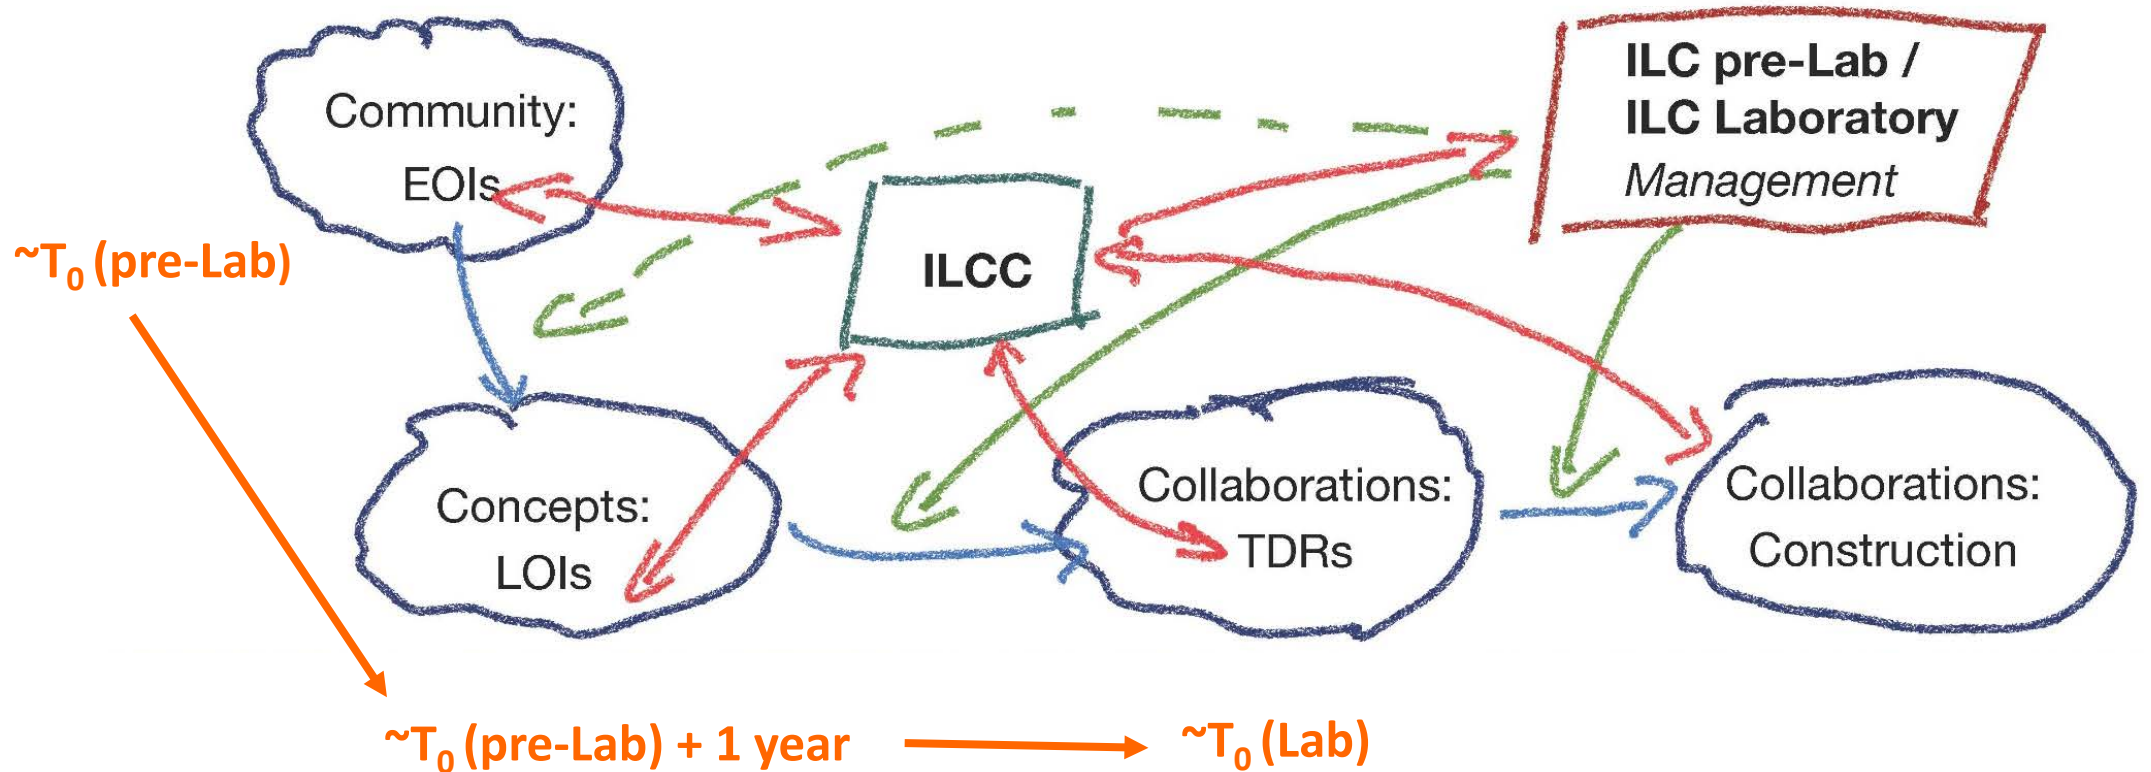 Community:
EOIs
ILC pre-Lab /
ILC Laboratory
Management
~T₀ (pre-Lab)
ILCC
Concepts:
LOIs
Collaborations:
TDRs
Collaborations:
Construction
~T₀ (pre-Lab) + 1 year
~T₀ (Lab)